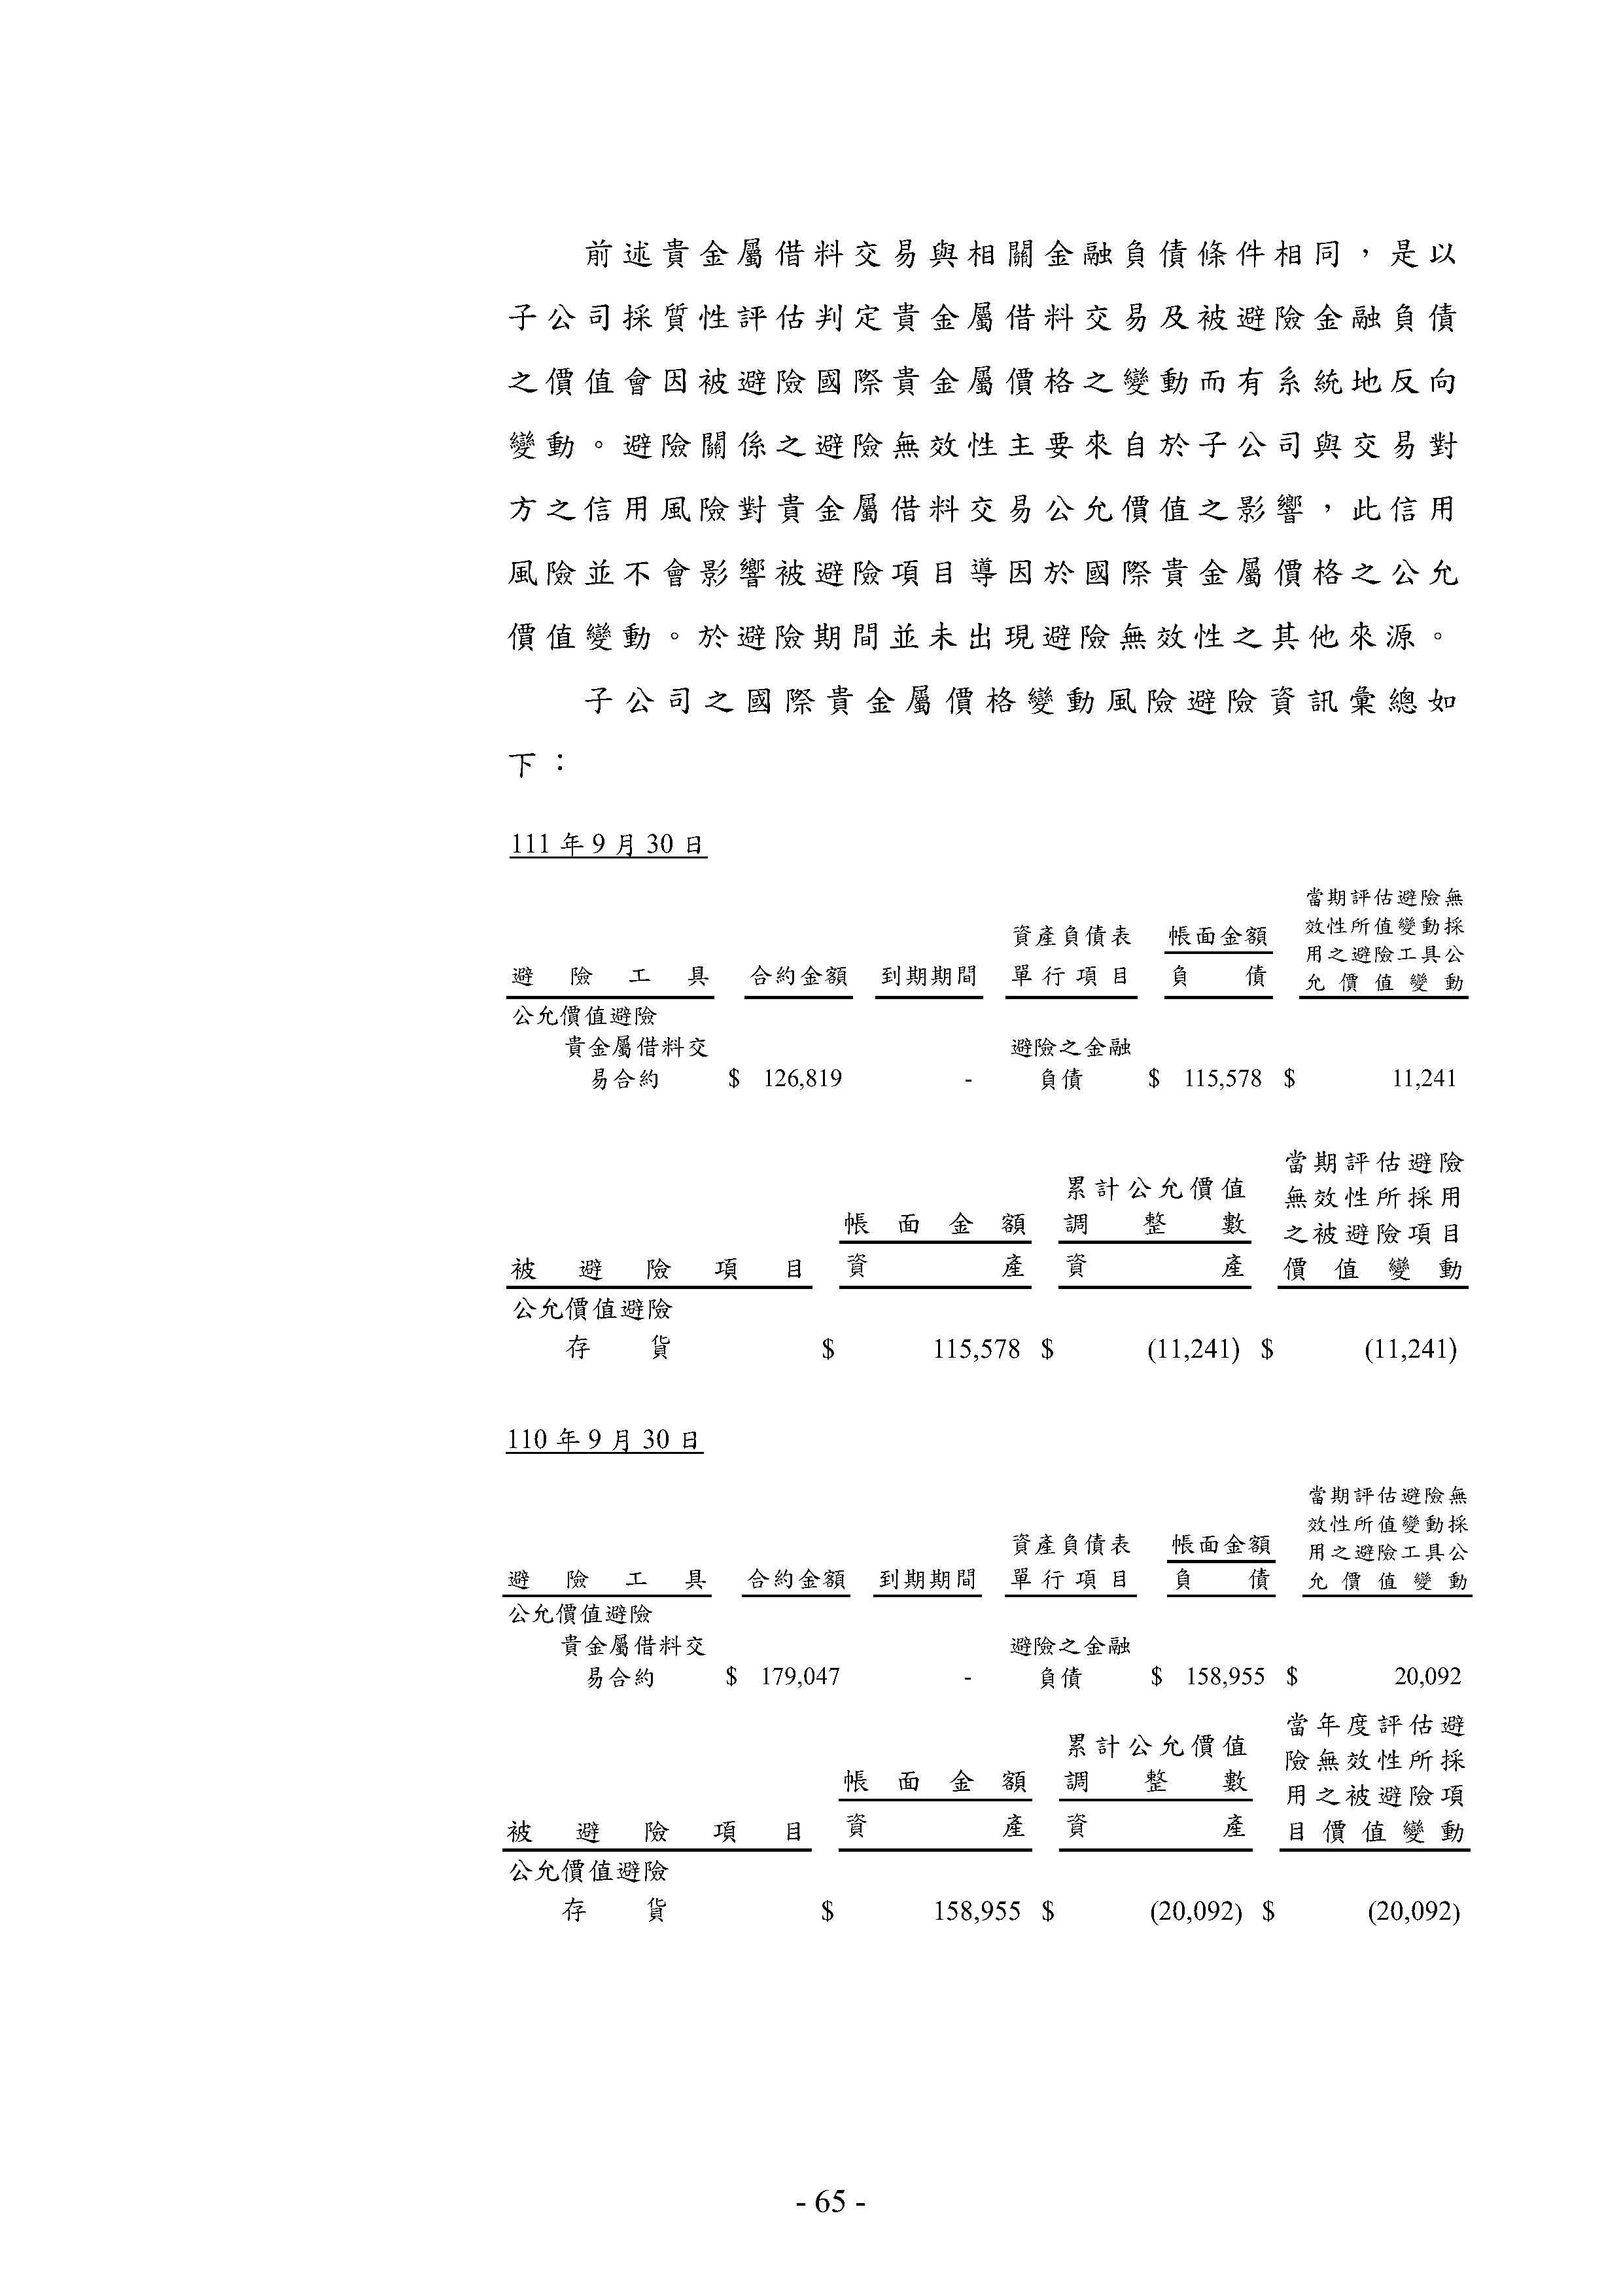 前述貴金屬借料交易與相關金融負債條件相同，是以
子公司採質性評估判定貴金屬借料交易及被避險金融負債
之價值會因被避險國際貴金屬價格之變動而有系統地反向
變動。避險關係之避險無效性主要來自於子公司與交易對
方之信用風險對貴金屬借料交易公允價值之影響，此信用
風險並不會影響被避險項目導因於國際貴金屬價格之公允
價值變動。於避險期間並未出現避險無效性之其他來源。
子公司之國際貴金屬價格變動風險避險資訊彙總如
下：
111 年 9 月 30 日
當期評估避險無
效性所值變動採
資產負債表 帳面金額
用之避險工具公
避險工具 合約金額 到期期間 單行項目 負債 允價值變動
公允價值避險
貴金屬借料交 避險之金融
易合約 $ 126,819 - 負債 $ 115,578 $ 11,241
當期評估避險
累計公允價值 無效性所採用
帳面金額 調整數 之被避險項目
被避險項目 資產 資產 價值變動
公允價值避險
存貨 $ 115,578 $ (11,241) $ (11,241)
110 年 9 月 30 日
當期評估避險無
效性所值變動採
資產負債表 帳面金額 用之避險工具公
避險工具 合約金額 到期期間 單行項目 負債 允價值變動
公允價值避險
貴金屬借料交 避險之金融
易合約 $ 179,047 - 負債 $ 158,955 $ 20,092
當年度評估避
累計公允價值 險無效性所採
帳面金額 調整數 用之被避險項
被避險項目 資產 資產 目價值變動
公允價值避險
存貨 $ 158,955 $ (20,092) $ (20,092)
- 65 -